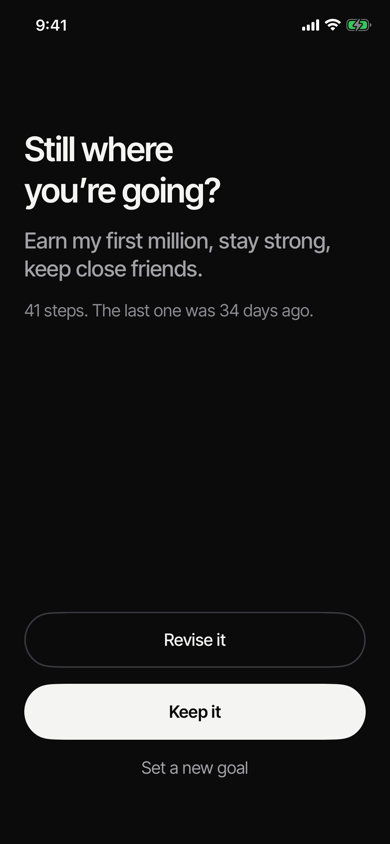 9:41
Still where
you’re going?
Earn my first million, stay strong,
keep close friends.
41 steps. The last one was 34 days ago.
Revise it
Keep it
Set a new goal